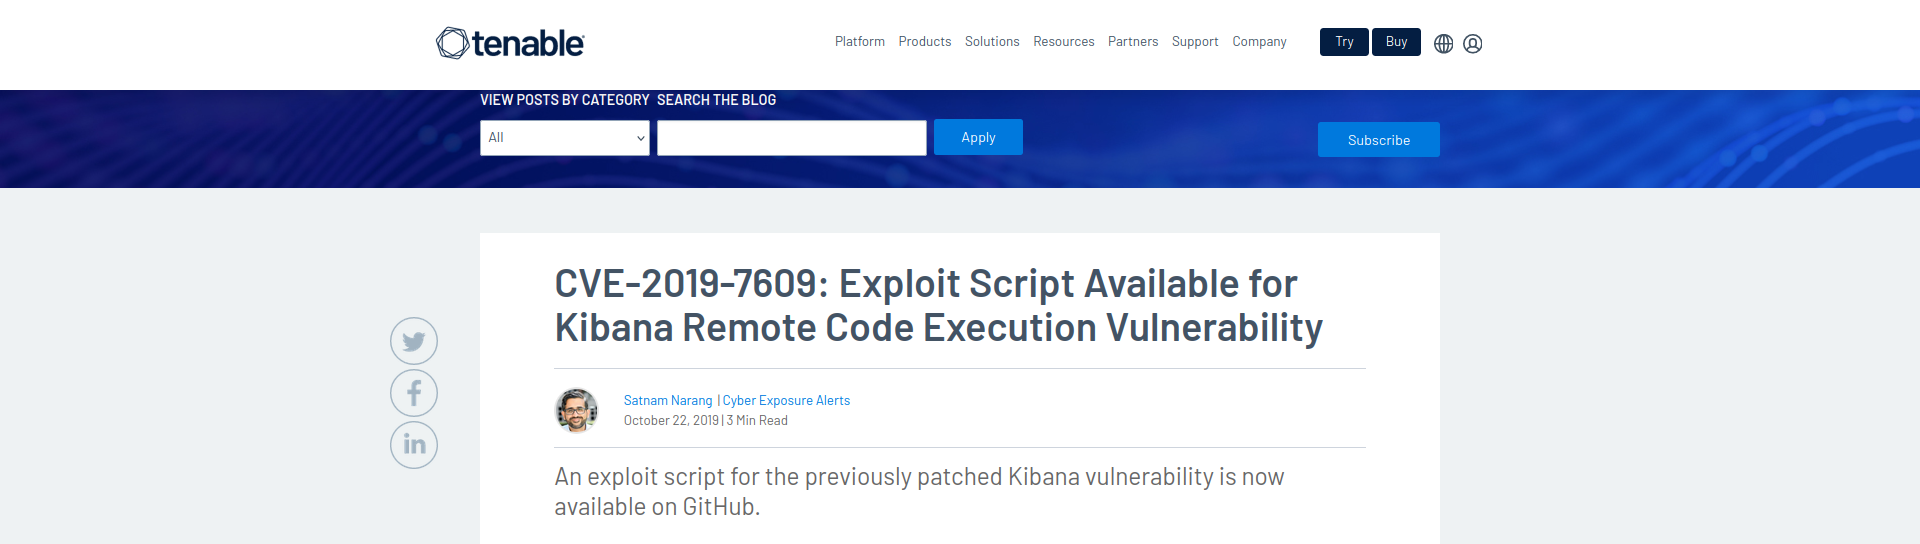 tenable
Platform Products Solutions Resources Partners Support Company Try Buy
VIEW POSTS BY CATEGORY SEARCH THE BLOG
All Apply Subscribe
CVE-2019-7609: Exploit Script Available for
Kibana Remote Code Execution Vulnerability
Satnam Narang | Cyber Exposure Alerts
October 22, 2019 | 3 Min Read
An exploit script for the previously patched Kibana vulnerability is now
available on GitHub.